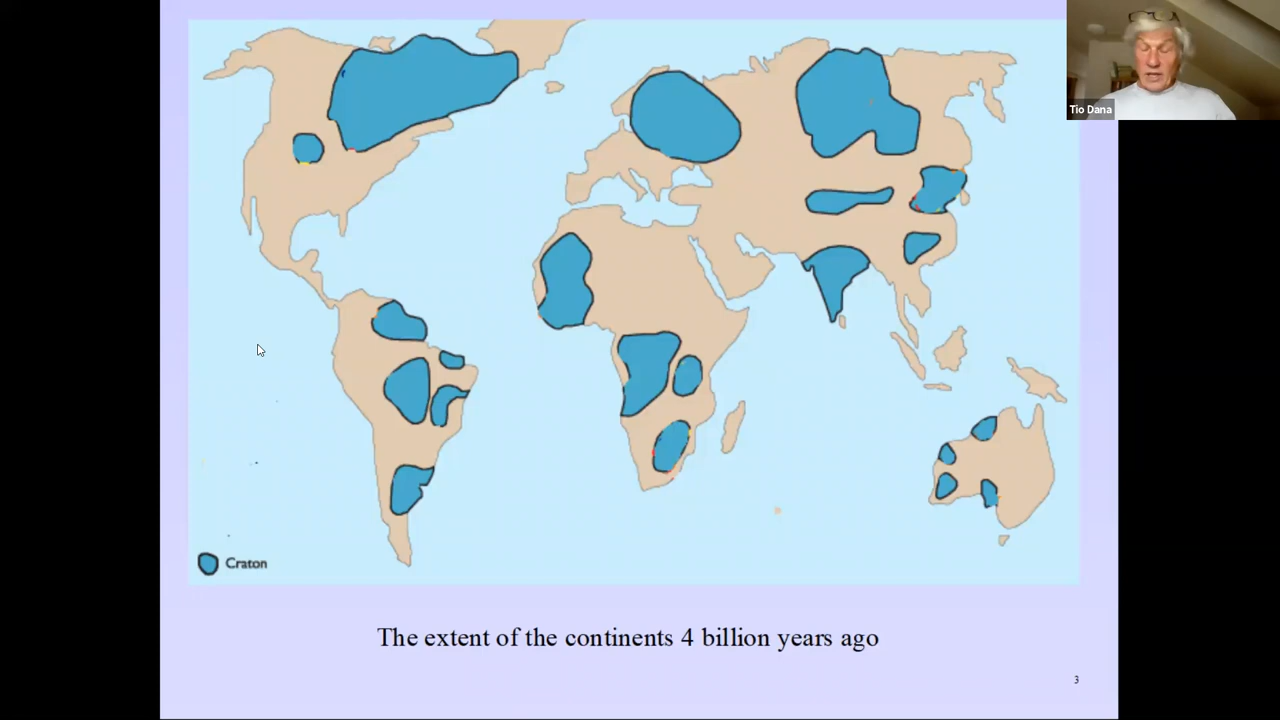 Tio Dana
Craton
The extent of the continents 4 billion years ago
3